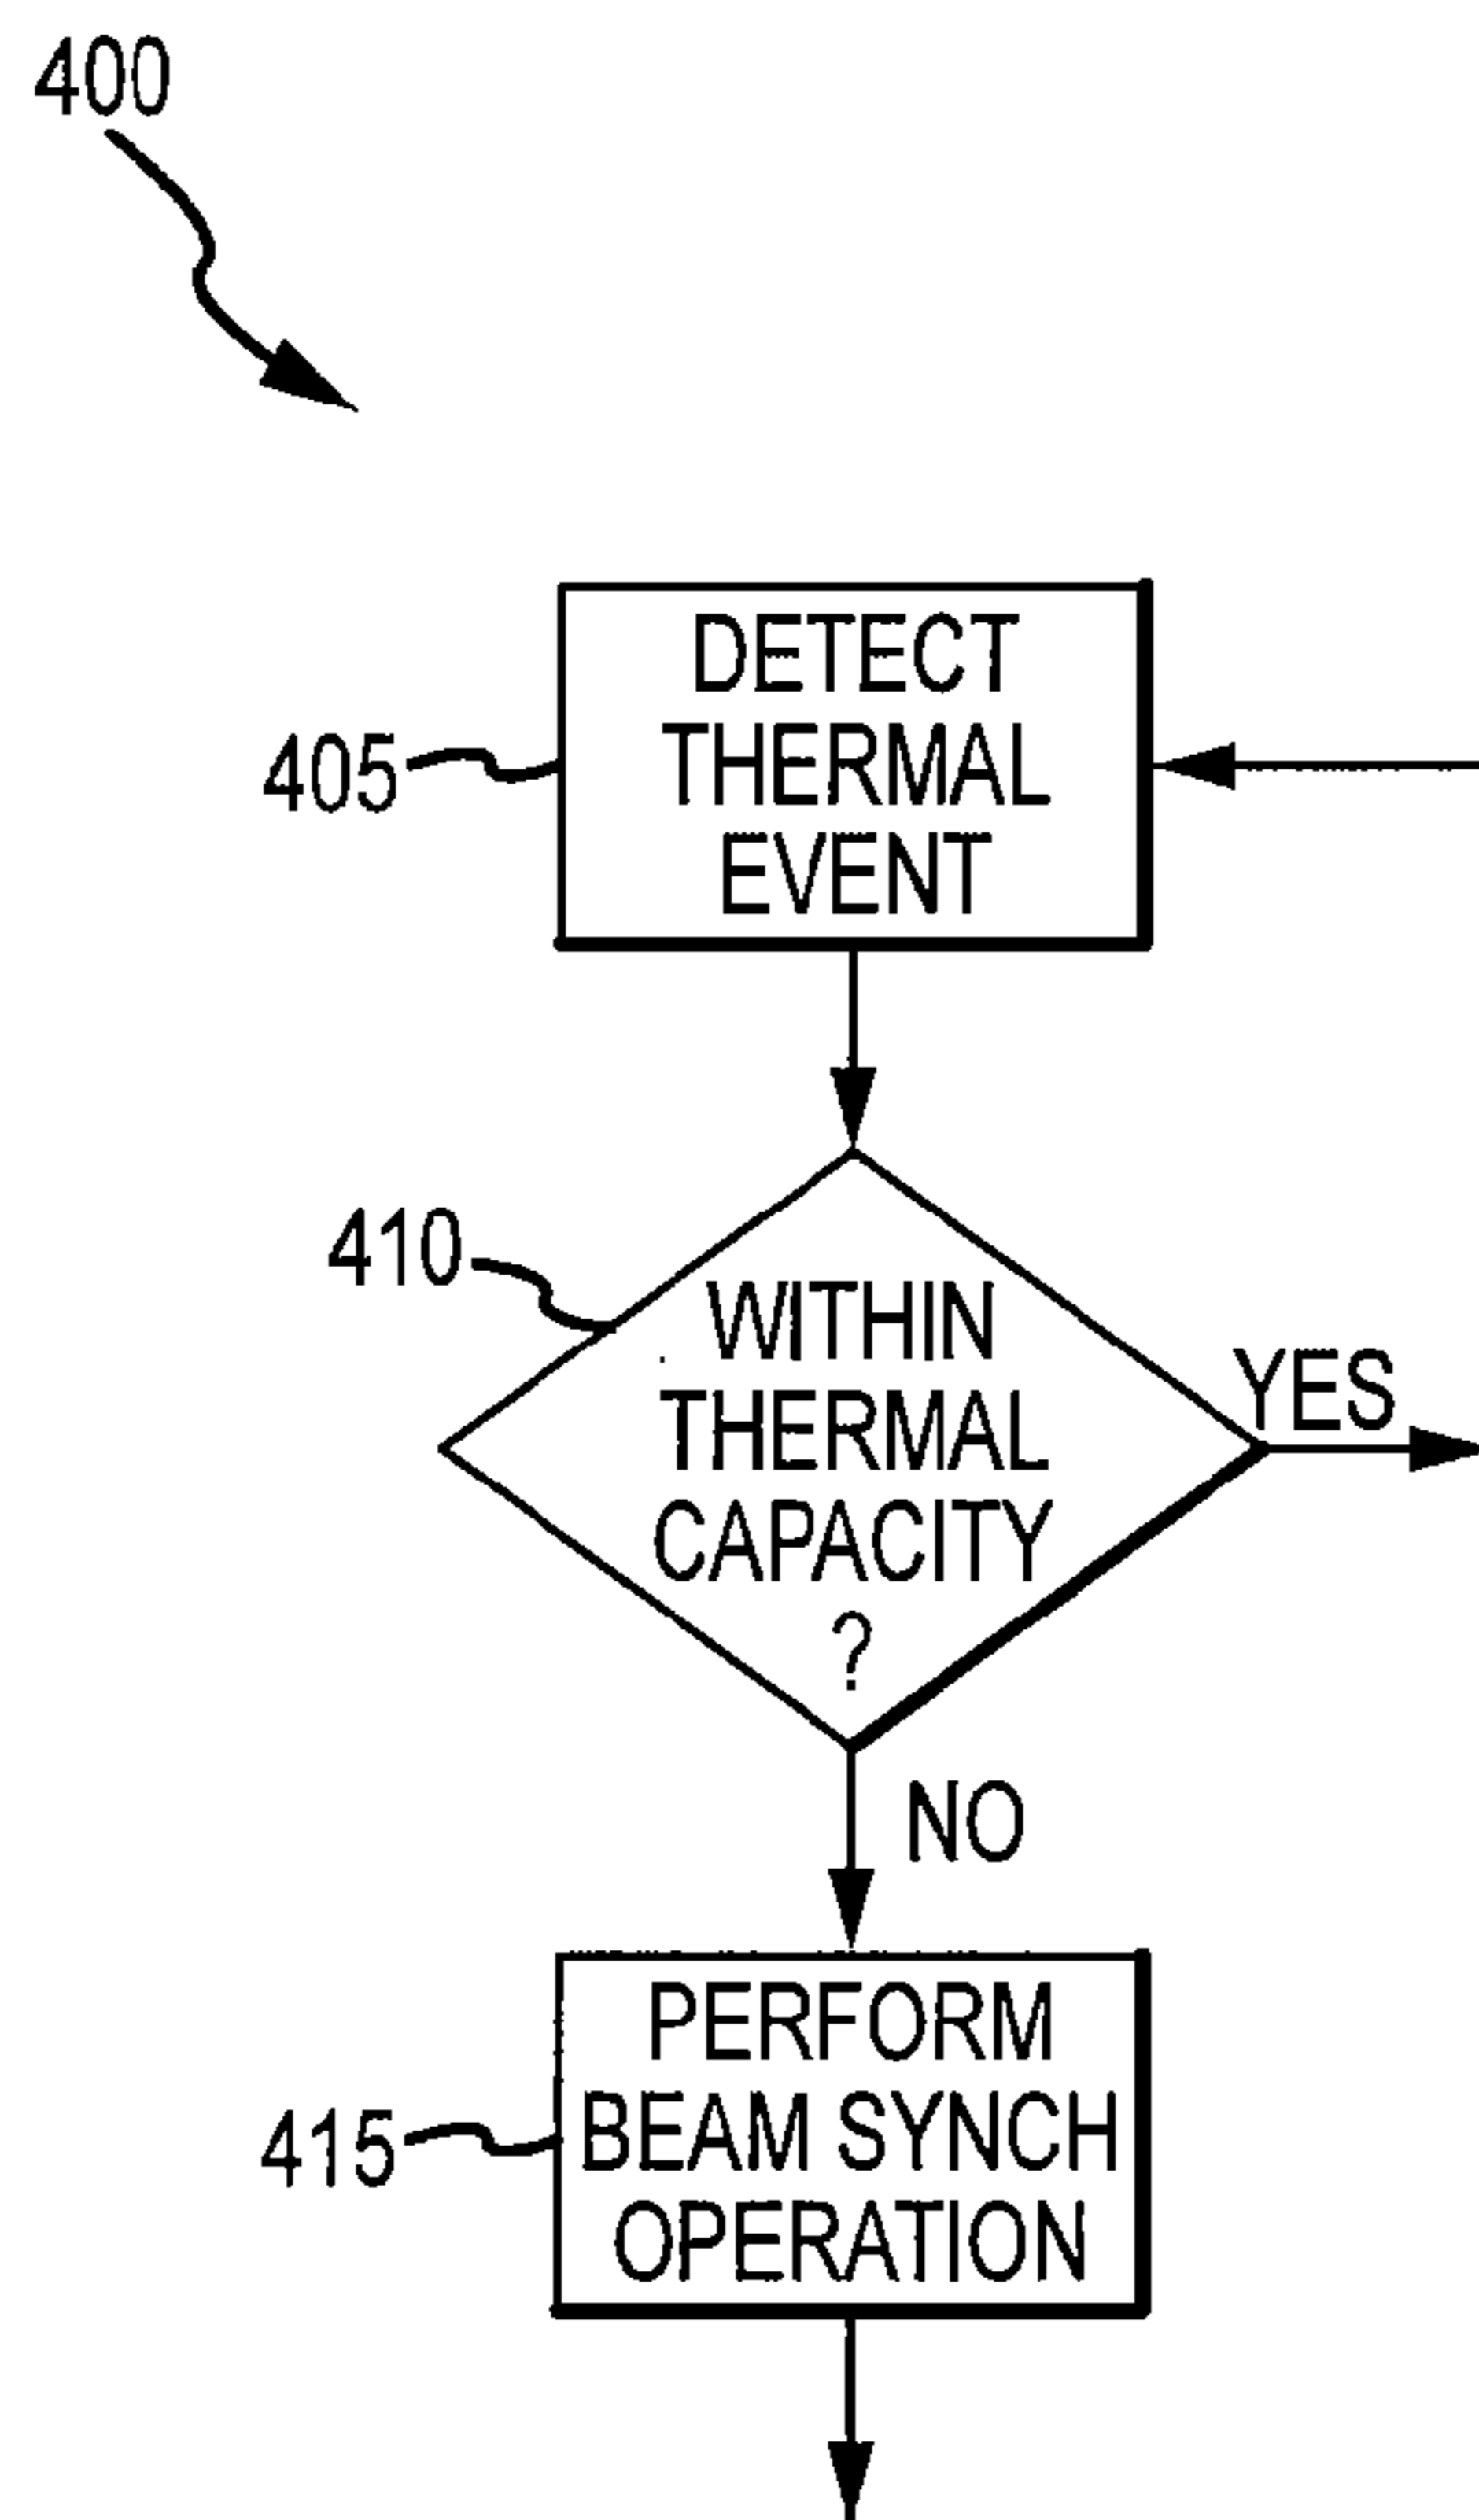 400
DETECT
405
THERMAL
EVENT
410
WITHIN
THERMAL
YES
CAPACITY
?
NO
PERFORM
415
BEAM SYNCH
OPERATION